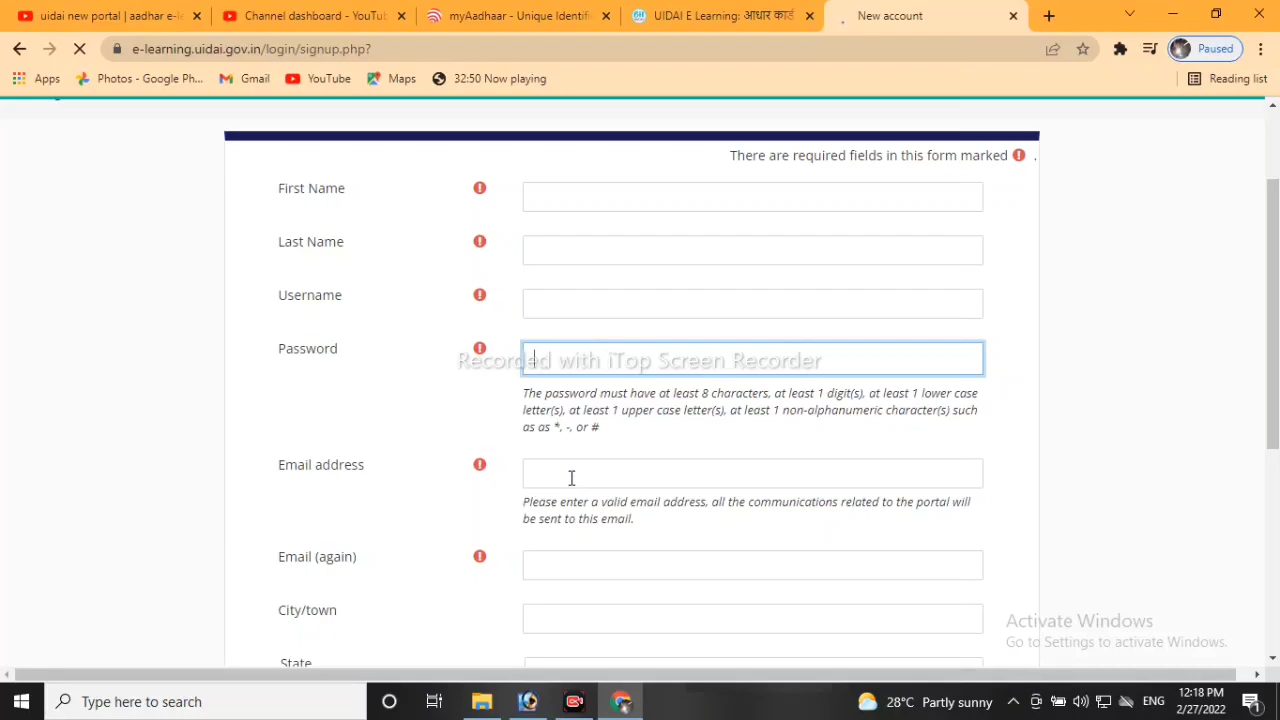 uidai new portal | aadhar e-le
Channel dashboard - YouTub
myAadhaar - Unique Identifi
UIDAI E Learning: आधार कार्ड
New account
e-learning.uidai.gov.in/login/signup.php?
Paused
Apps
Photos - Google Ph...
Gmail
YouTube
Maps
32:50 Now playing
Reading list
There are required fields in this form marked ! .
First Name
Last Name
Username
Password
Recorded with iTop Screen Recorder
The password must have at least 8 characters, at least 1 digit(s), at least 1 lower case
letter(s), at least 1 upper case letter(s), at least 1 non-alphanumeric character(s) such
as as *, -, or #
Email address
Please enter a valid email address, all the communications related to the portal will
be sent to this email.
Email (again)
City/town
State
Activate Windows
Go to Settings to activate Windows.
Type here to search
28°C Partly sunny
ENG
12:18 PM
2/27/2022
1